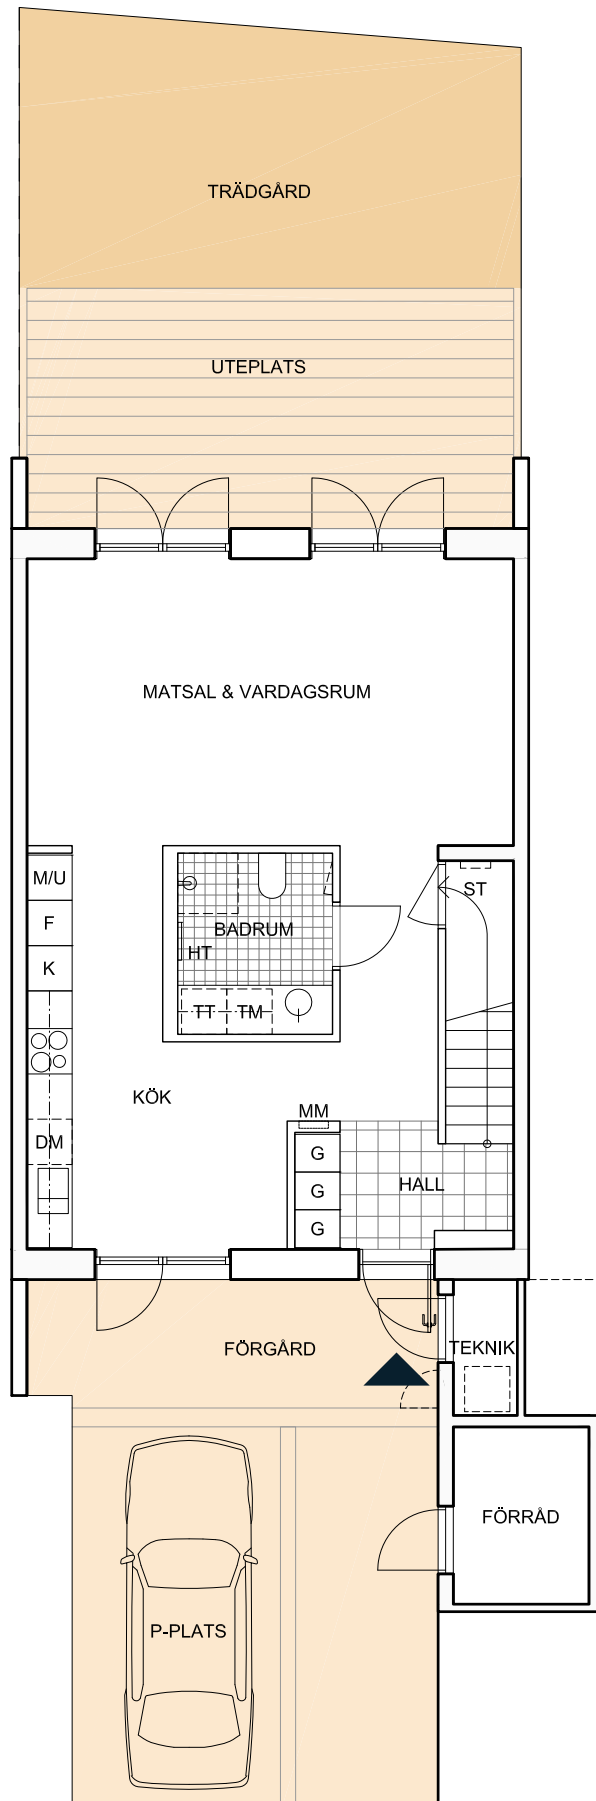 TRÄDGÅRD
UTEPLATS
MATSAL & VARDAGSRUM
M/U
ST
F
BADRUM
HT
K
TT
TM
KÖK
MM
DM
G
G
HALL
G
FÖRGÅRD
TEKNIK
FÖRRÅD
P-PLATS